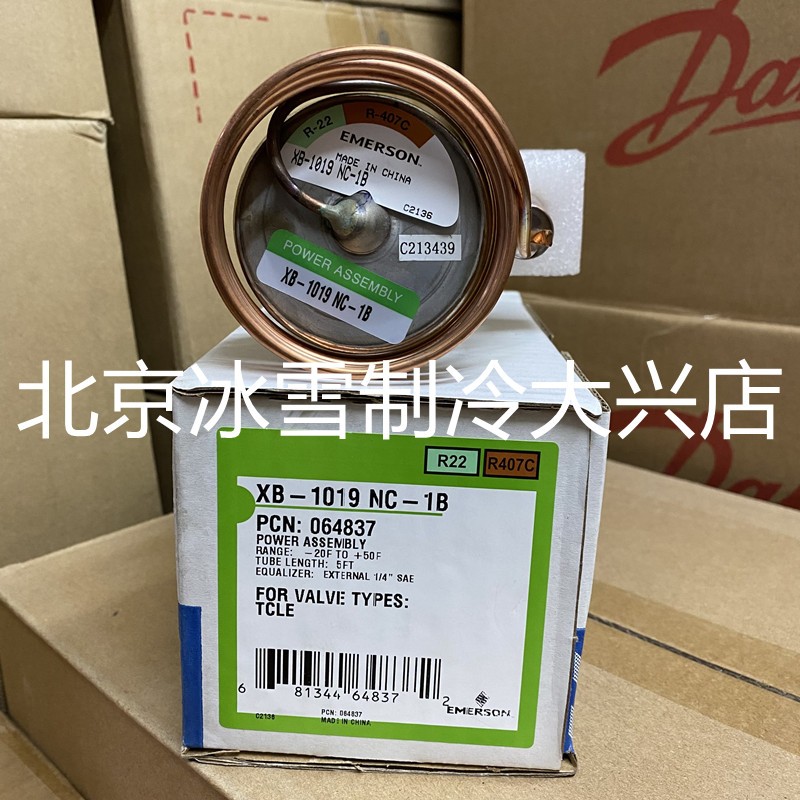 R-22 R-407C
EMERSON.
MADE IN CHINA
XB-1019 NC-1B
C2136
C213439
POWER ASSEMBLY
XB-1019 NC-1B
北京冰雪制冷大兴店
R22 R407C
XB-1019 NC-1B
PCN: 064837
POWER ASSEMBLY
RANGE: -20F TO +50F
TUBE LENGTH: 5FT
EQUALIZER: EXTERNAL 1/4" SAE
FOR VALVE TYPES:
TCLE
6 81344 64837 2
EMERSON
C2136
PCN: 064837
MADE IN CHINA